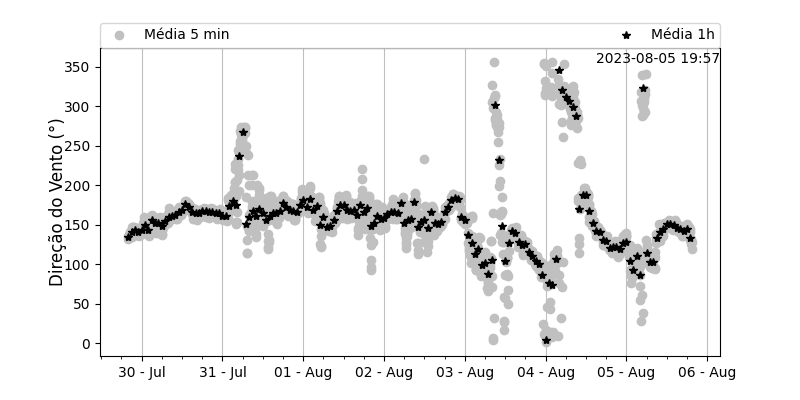 Média 5 min
Média 1h
2023-08-05 19:57
Direção do Vento (°)
350
300
250
200
150
100
50
0
30 - Jul
31 - Jul
01 - Aug
02 - Aug
03 - Aug
04 - Aug
05 - Aug
06 - Aug